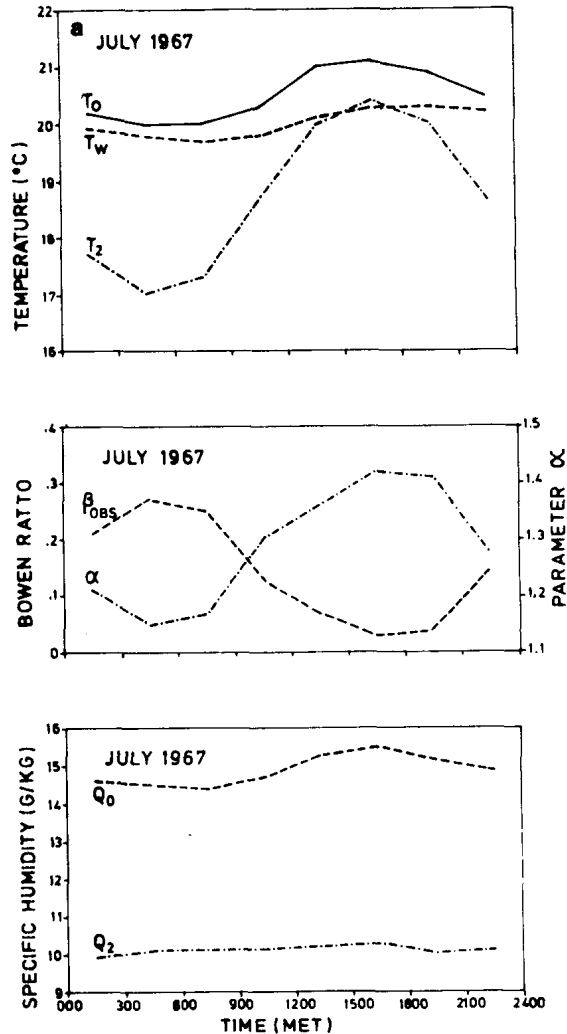 a JULY 1967
22
21
20
19
18
17
16
TEMPERATURE (°C)
T0
TW
T2
JULY 1967
.4
.3
.2
.1
0
BOWEN RATTO
βOBS
α
1.5
1.4
1.3
1.2
1.1
PARAMETER α
JULY 1967
16
15
14
13
12
11
10
9
SPECIFIC HUMIDITY (G/KG)
Q0
Q2
000 300 600 900 1200 1500 1800 2100 2400
TIME (MET)